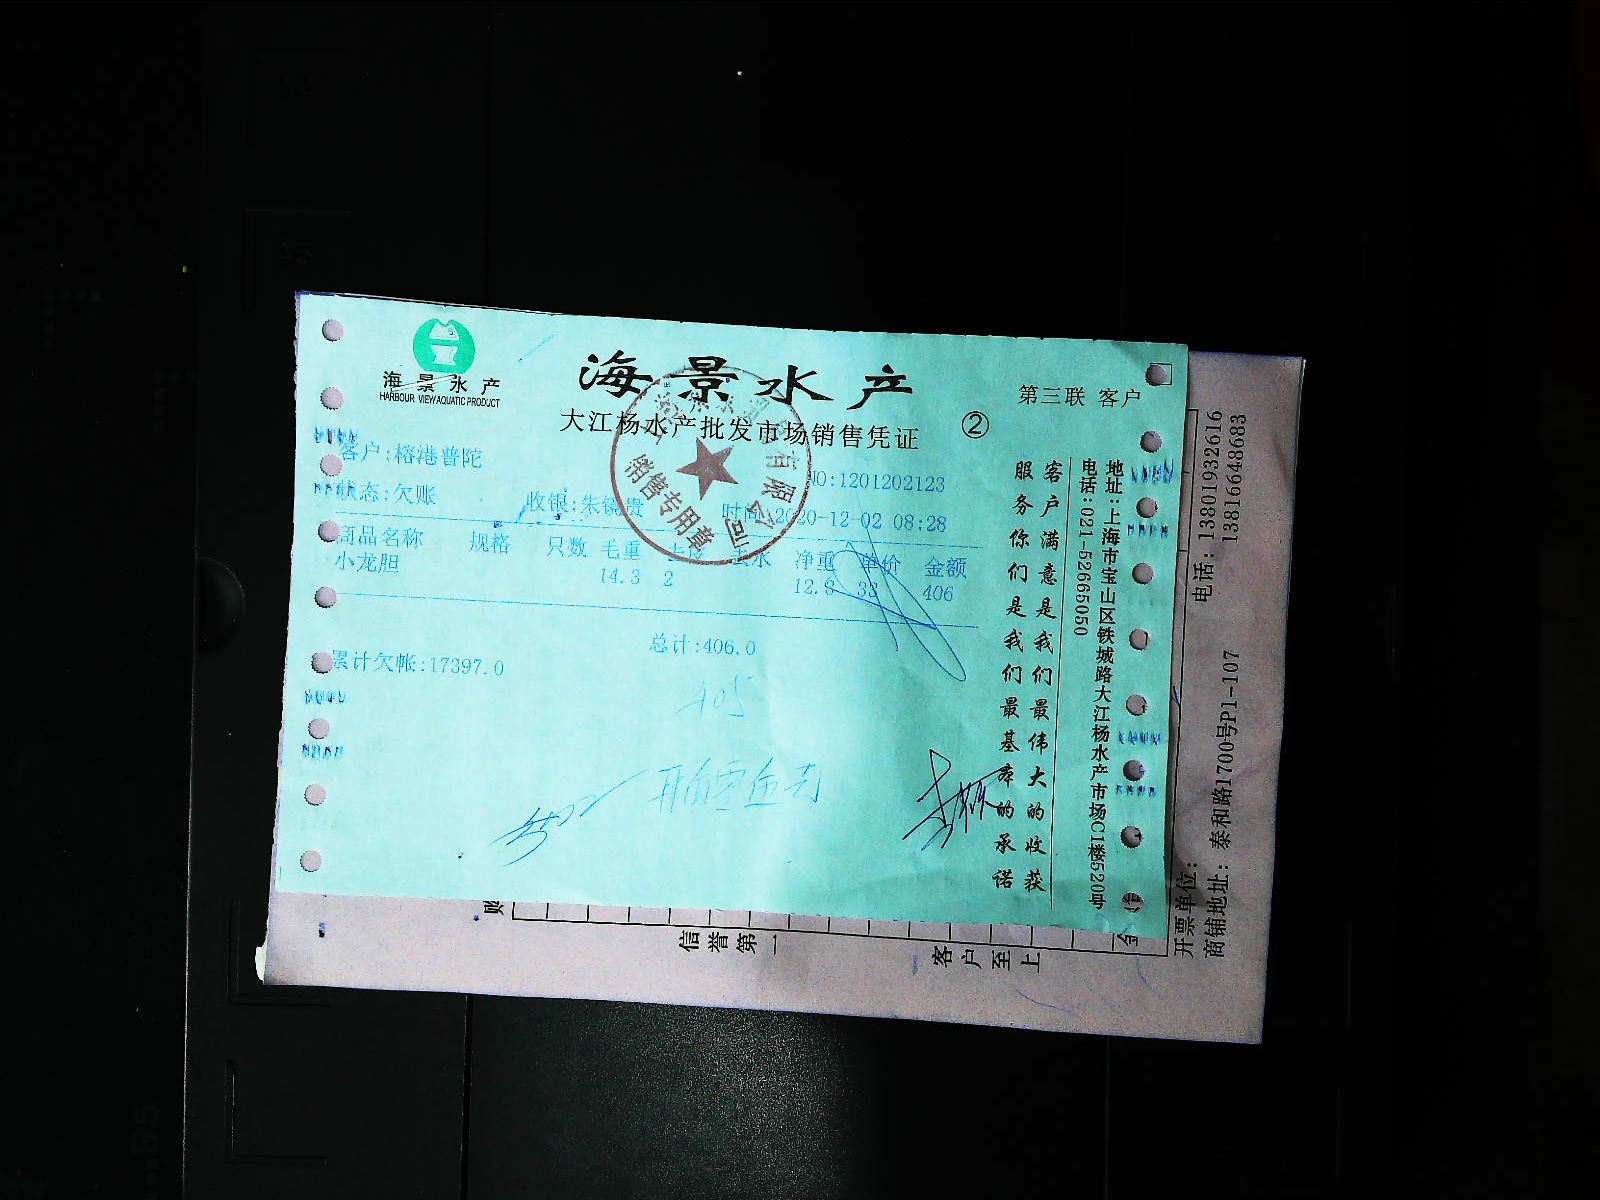 海景水产
HARBOUR VIEW AQUATIC PRODUCT
海景水产
第三联 客户
大江杨水产批发市场销售凭证 ②
客户:榕港普陀
NO:1201202123
状态:欠账 收银:朱镜贵 时间:2020-12-02 08:28
商品名称 规格 只数 毛重 去水 净重 单价 金额
小龙胆 14.3 2 12.3 33 406
总计:406.0
累计欠帐:17397.0
405
有限公司
销售专用章
客户满意是我们最伟大的收获
服务你们是我们最基本的承诺
地址:上海市宝山区铁城路大江杨水产市场C1楼520号
电话:021-52665050
电话: 13801932616
13816648683
开票单位:
商铺地址: 泰和路1700号P1-107
信誉第一
客户至上